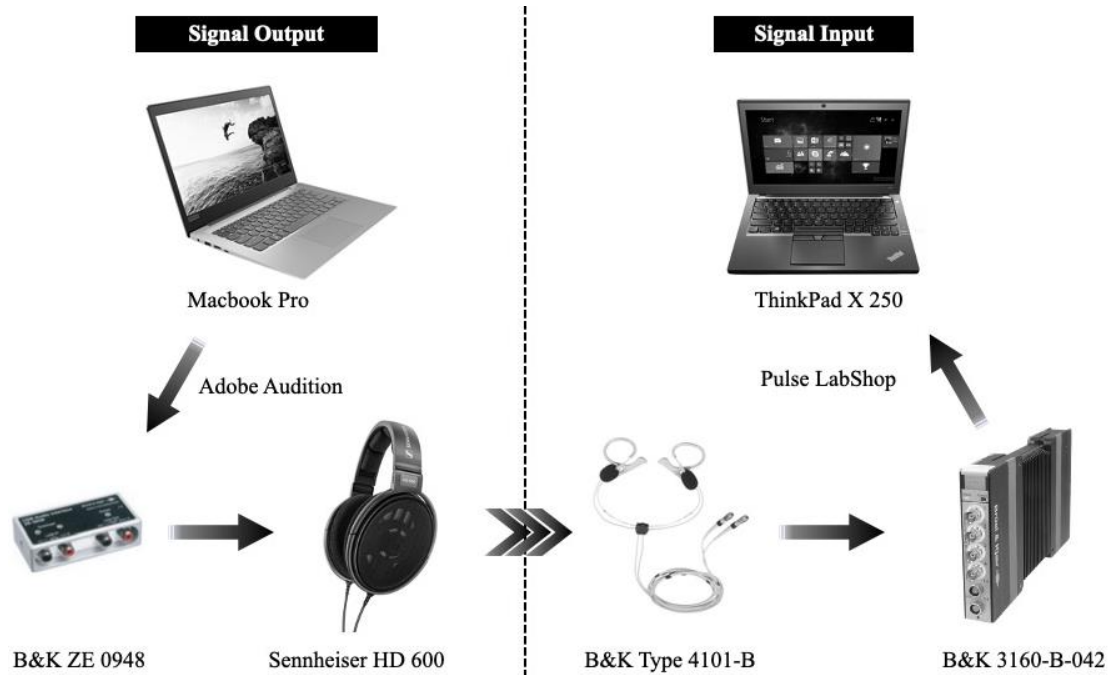 Signal Output
Signal Input
Start
Macbook Pro
ThinkPad X 250
Adobe Audition
Pulse LabShop
B&K ZE 0948
Sennheiser HD 600
B&K Type 4101-B
B&K 3160-B-042